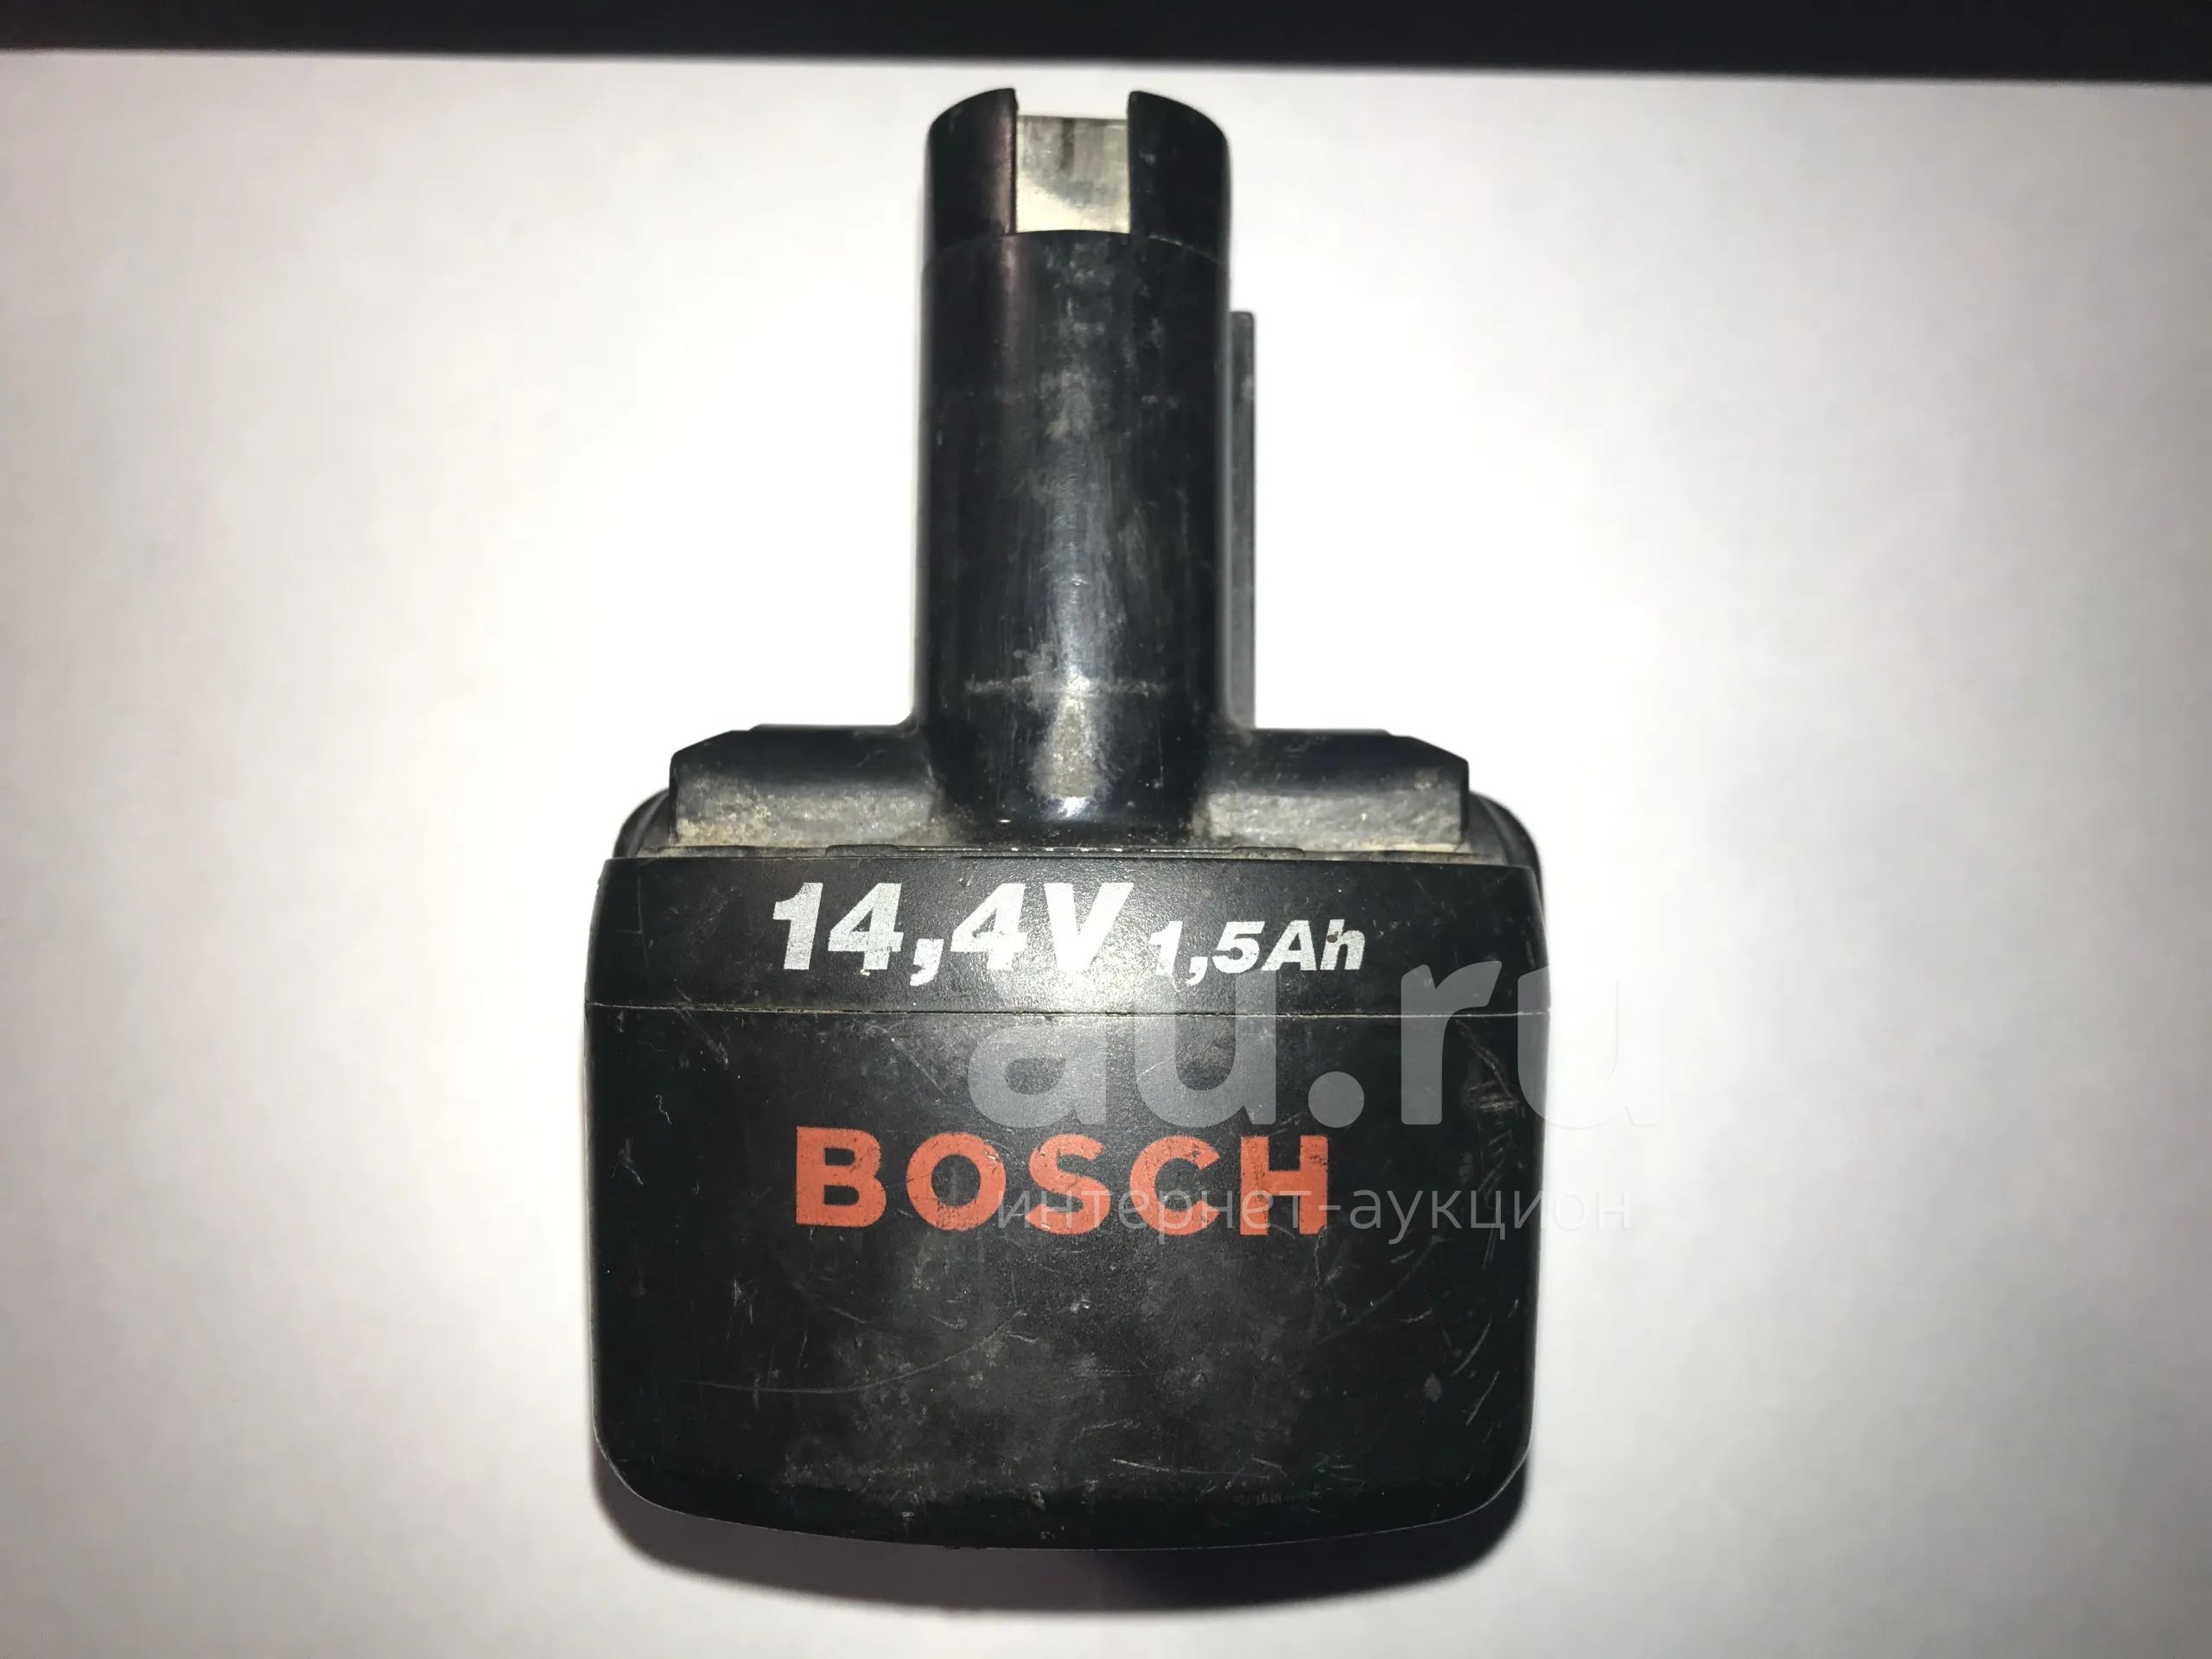 14,4V 1,5Ah
au.ru
BOSCH
интернет-аукцион